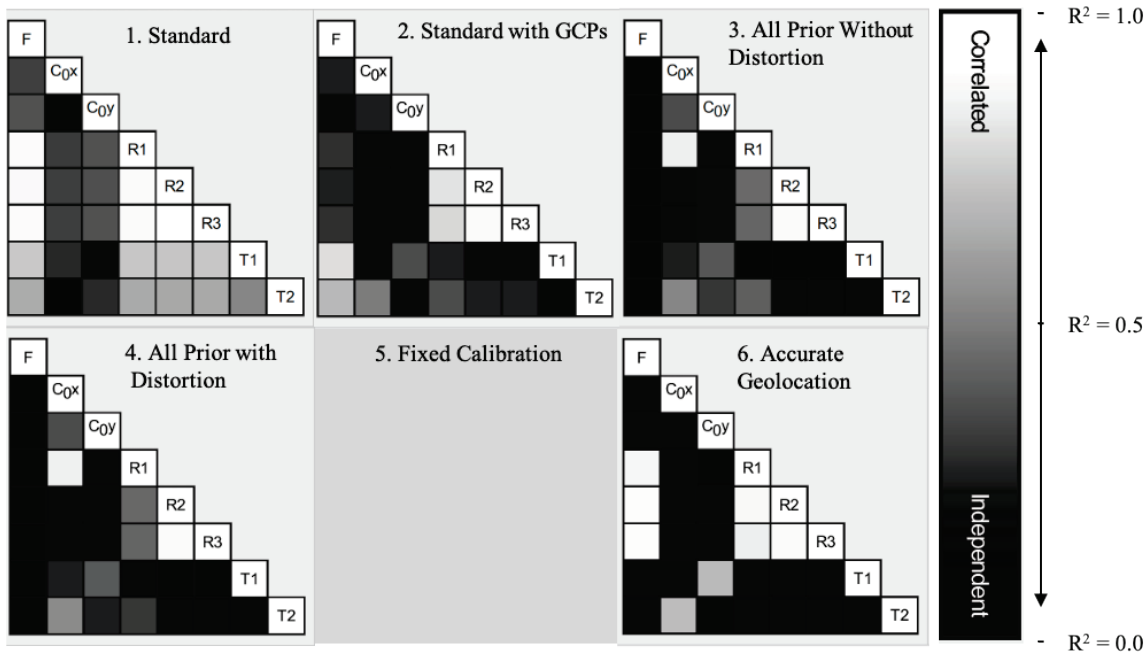 1. Standard
F
C0x
C0y
R1
R2
R3
T1
T2
2. Standard with GCPs
F
C0x
C0y
R1
R2
R3
T1
T2
3. All Prior Without
Distortion
F
C0x
C0y
R1
R2
R3
T1
T2
4. All Prior with
Distortion
F
C0x
C0y
R1
R2
R3
T1
T2
5. Fixed Calibration
6. Accurate
Geolocation
F
C0x
C0y
R1
R2
R3
T1
T2
Correlated
Independent
R² = 1.0
R² = 0.5
R² = 0.0